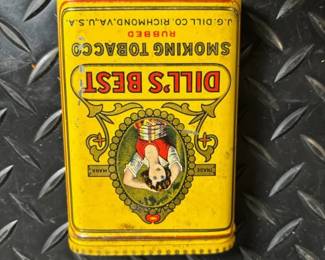 TRADE MARK
DILL'S BEST
SMOKING TOBACCO
RUBBED
J.G. DILL CO. RICHMOND, VA., U.S.A.